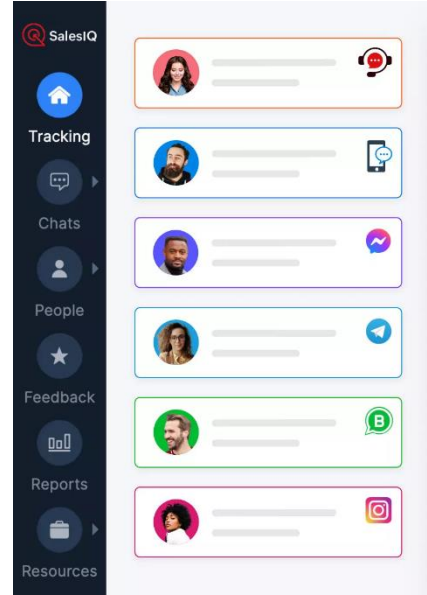 SalesIQ
Tracking
Chats
People
Feedback
Reports
Resources
B